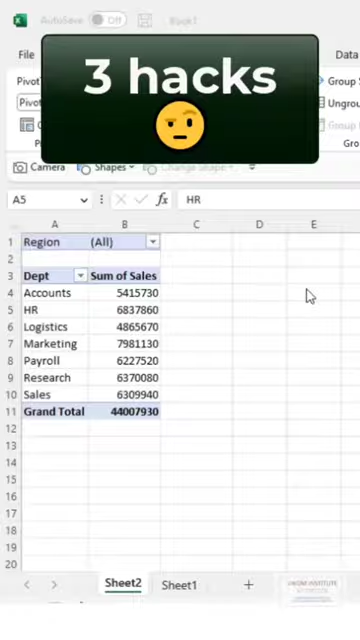 AutoSave Off Book1
File Data
3 hacks
Pivot
Pivot
Group S
Ungrou
Group F
Gro
Camera Shapes Change Shape
A5 fx HR
A B C D E
1 Region (All)
2
3 Dept Sum of Sales
4 Accounts 5415730
5 HR 6837860
6 Logistics 4865670
7 Marketing 7981130
8 Payroll 6227520
9 Research 6370080
10 Sales 6309940
11 Grand Total 44007930
12
13
14
15
16
17
18
19
20
Sheet2 Sheet1